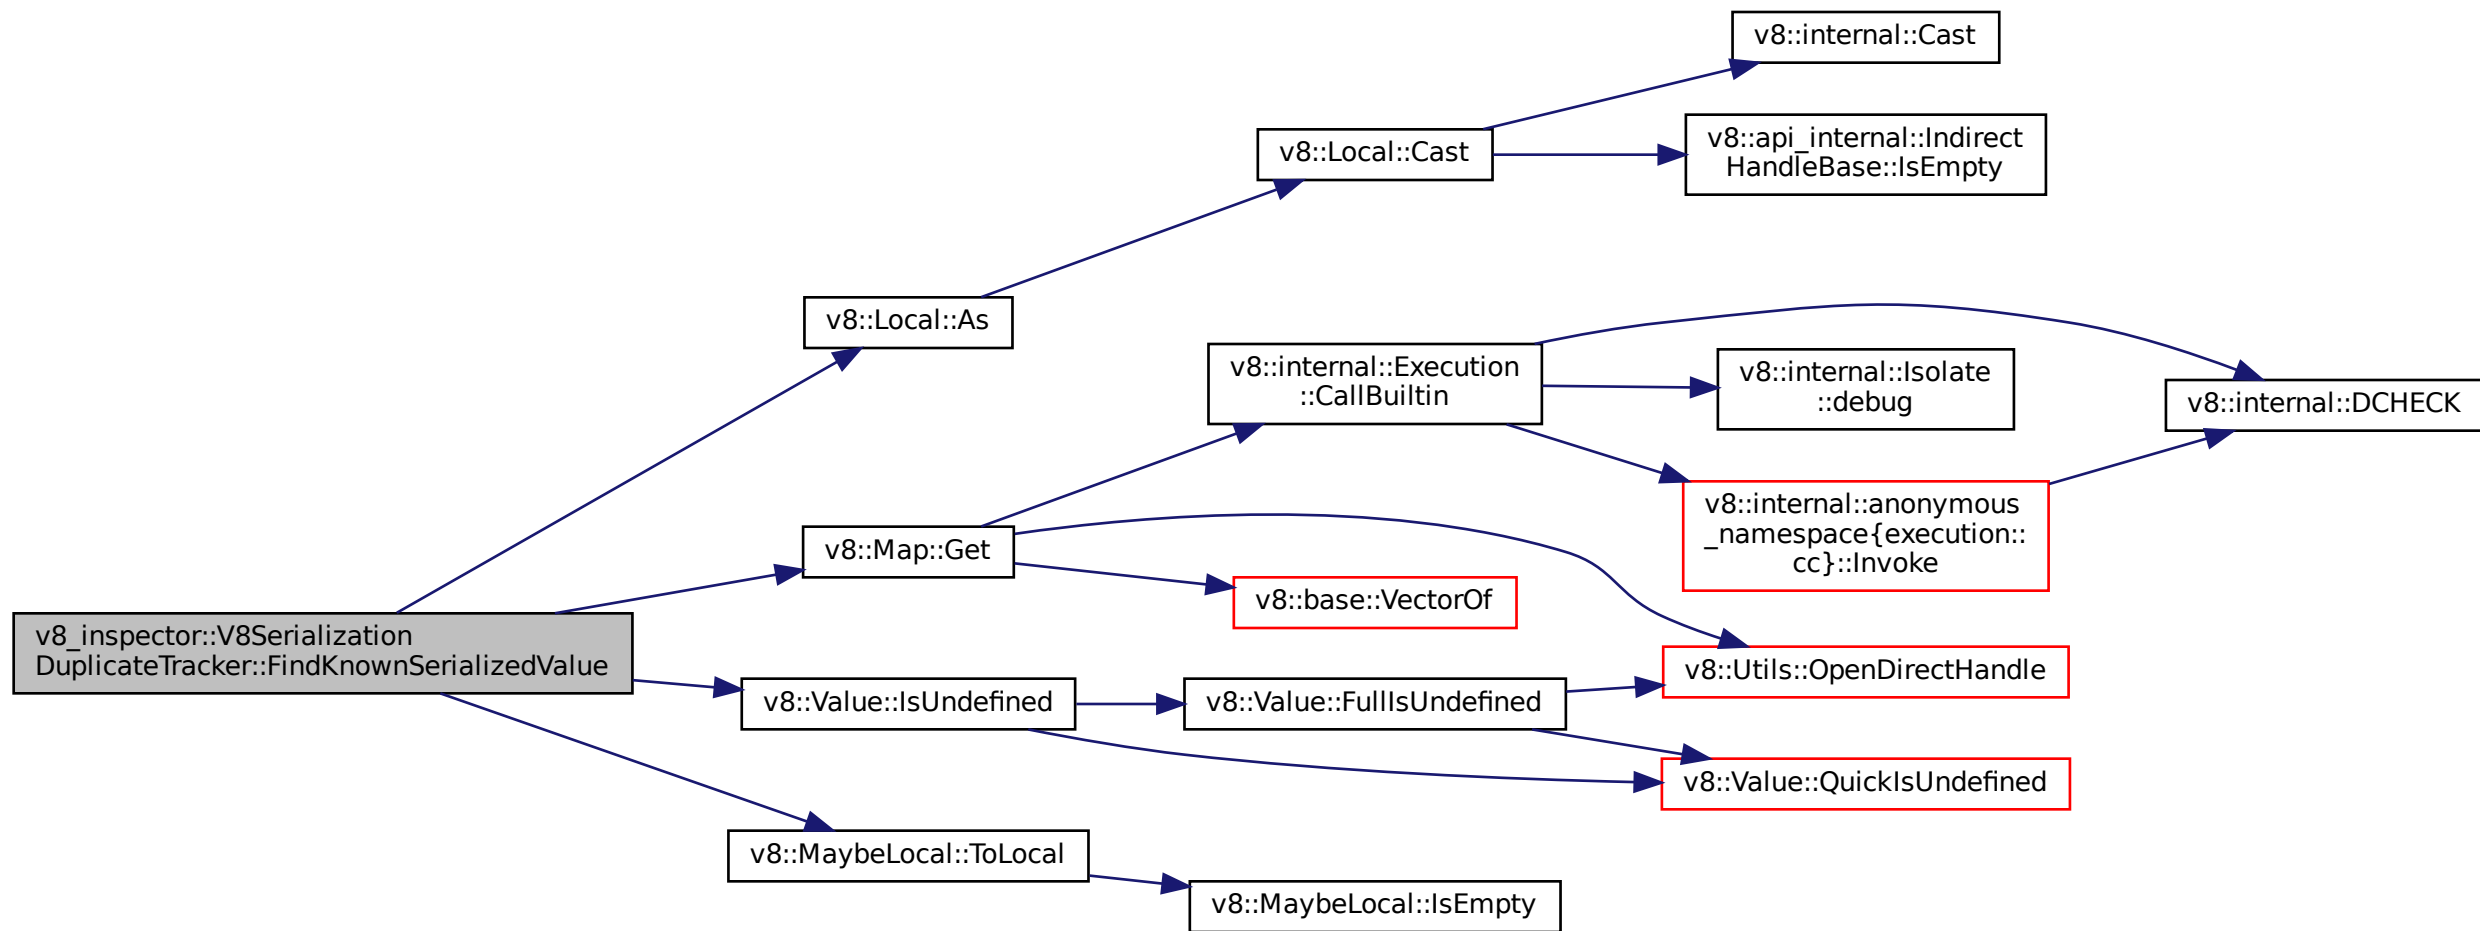 v8::internal::Cast
v8::Local::Cast
v8::api_internal::Indirect
HandleBase::IsEmpty
v8::Local::As
v8::internal::Execution
::CallBuiltin
v8::internal::Isolate
::debug
v8::internal::DCHECK
v8::internal::anonymous
_namespace{execution::
cc}::Invoke
v8::Map::Get
v8::base::VectorOf
v8_inspector::V8Serialization
DuplicateTracker::FindKnownSerializedValue
v8::Utils::OpenDirectHandle
v8::Value::IsUndefined
v8::Value::FullIsUndefined
v8::Value::QuickIsUndefined
v8::MaybeLocal::ToLocal
v8::MaybeLocal::IsEmpty